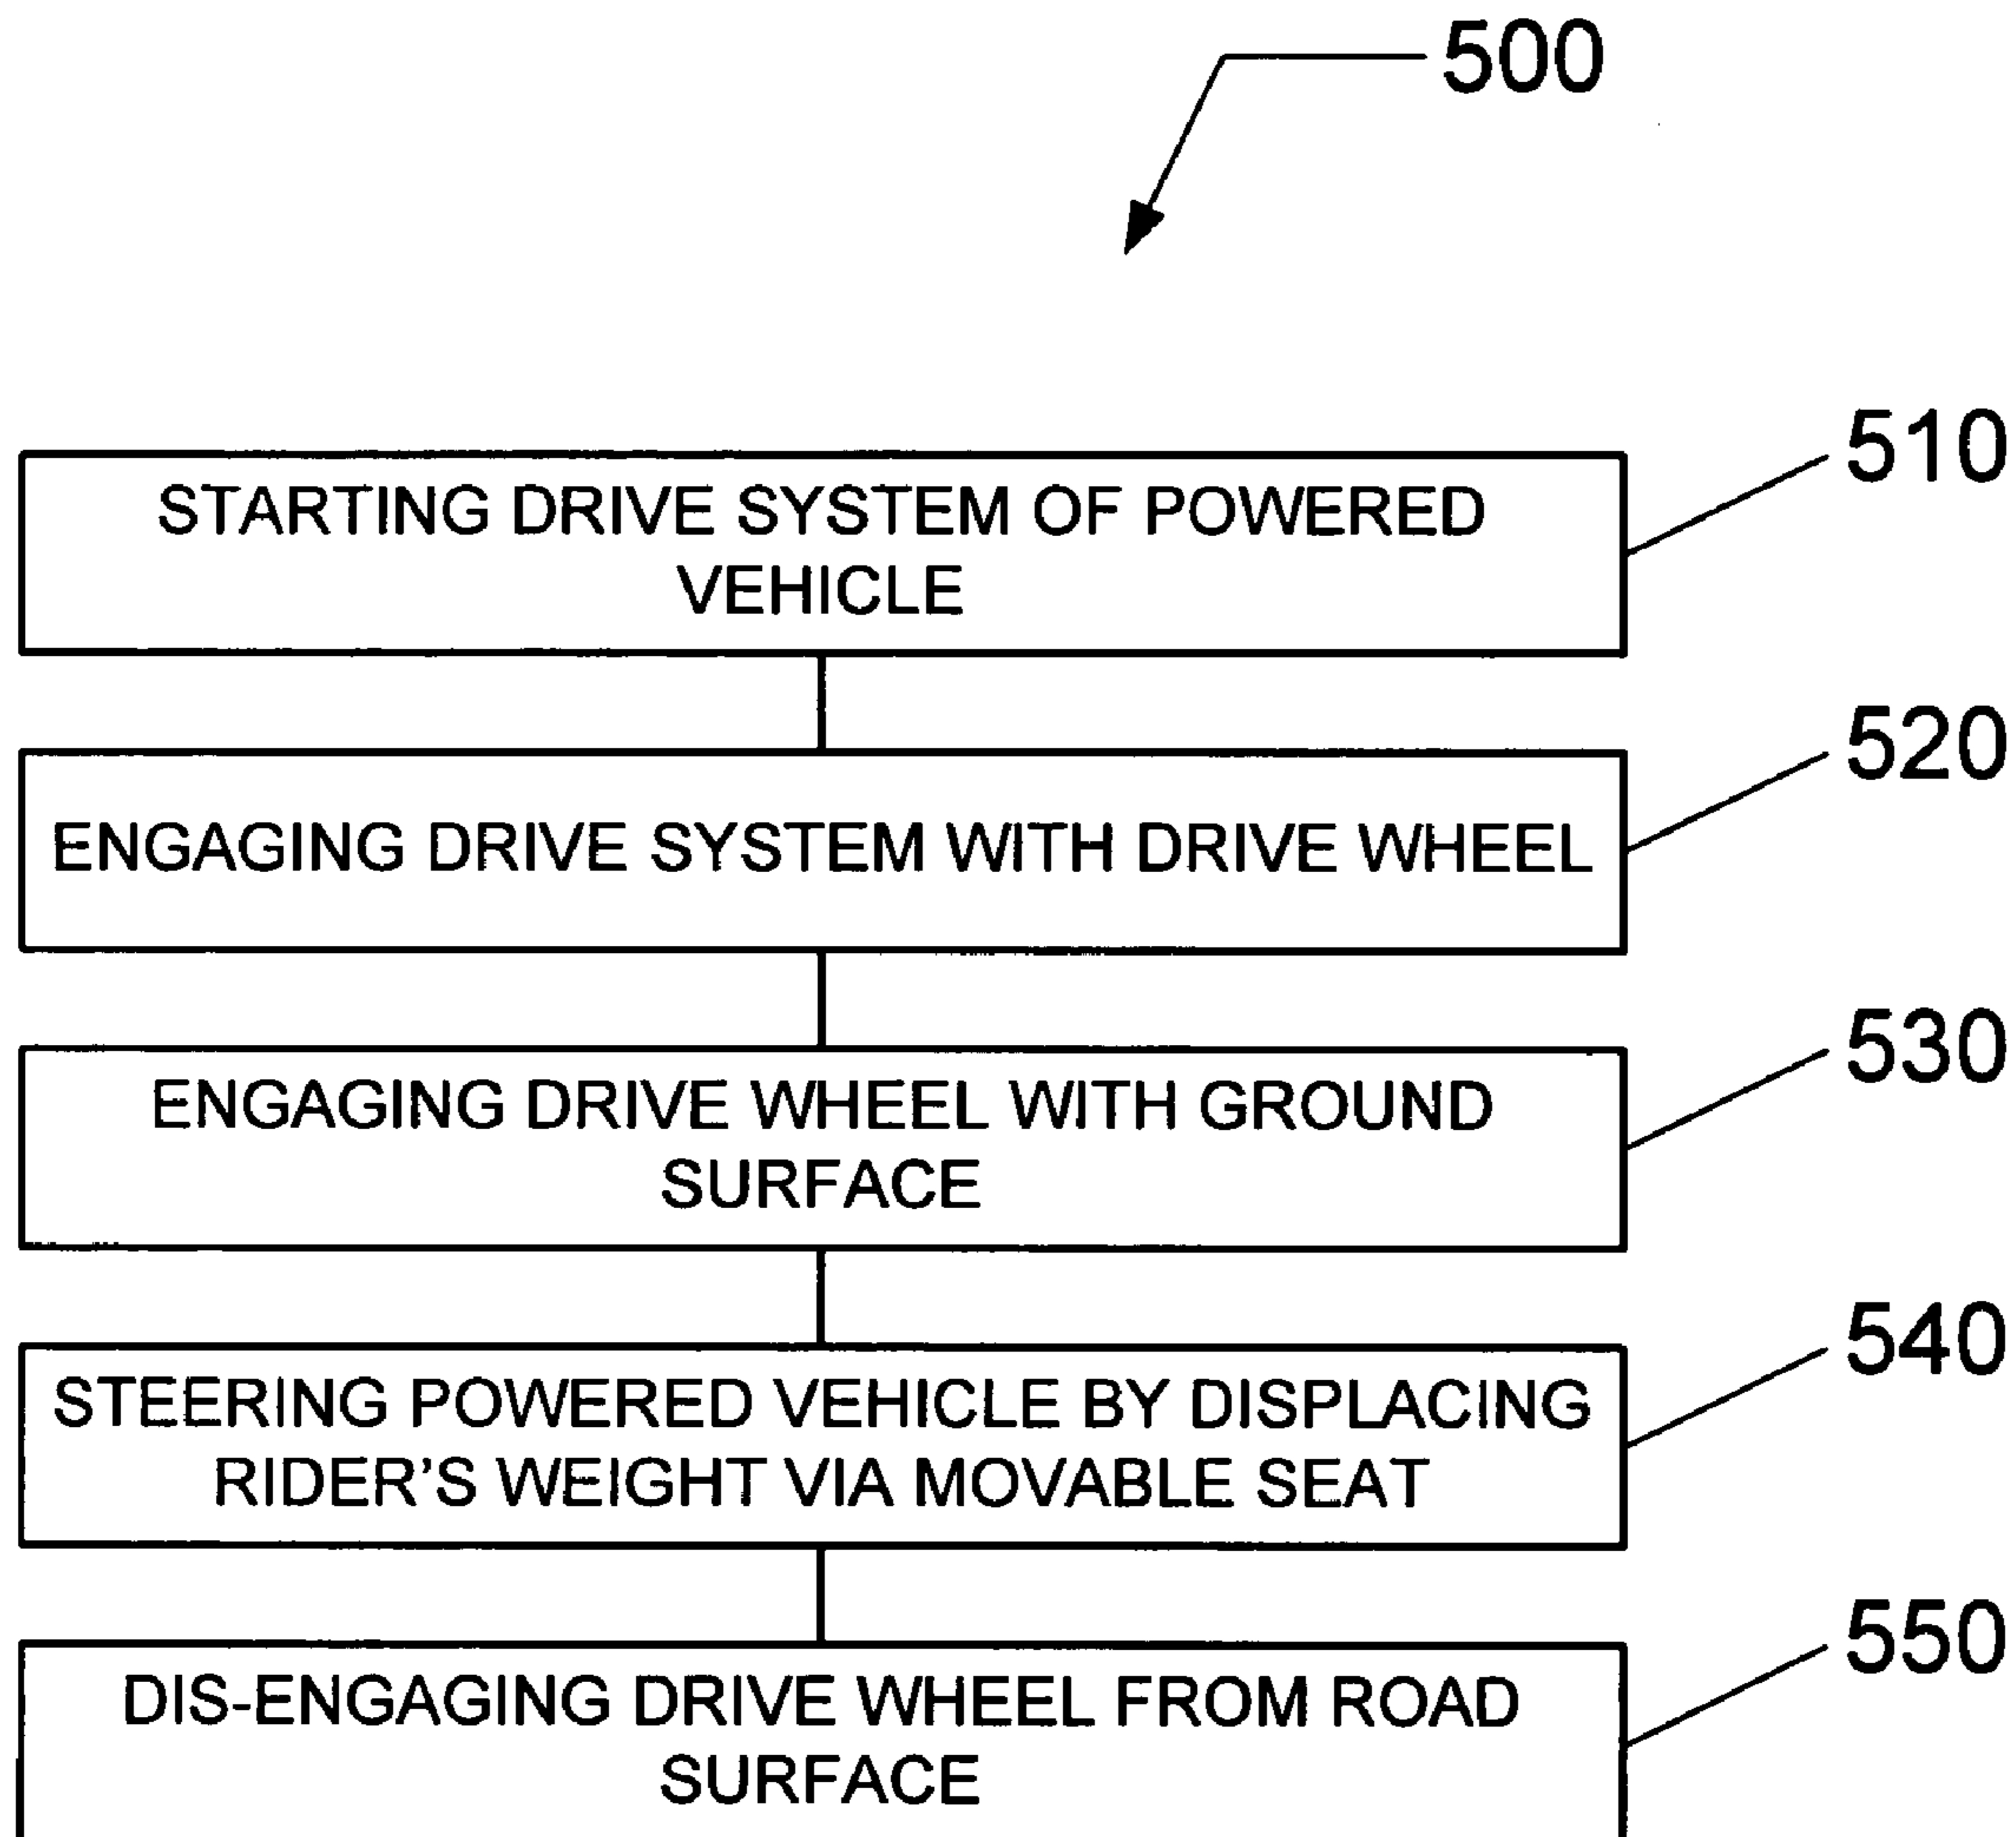 500
510
STARTING DRIVE SYSTEM OF POWERED
VEHICLE
520
ENGAGING DRIVE SYSTEM WITH DRIVE WHEEL
530
ENGAGING DRIVE WHEEL WITH GROUND
SURFACE
540
STEERING POWERED VEHICLE BY DISPLACING
RIDER'S WEIGHT VIA MOVABLE SEAT
550
DIS-ENGAGING DRIVE WHEEL FROM ROAD
SURFACE